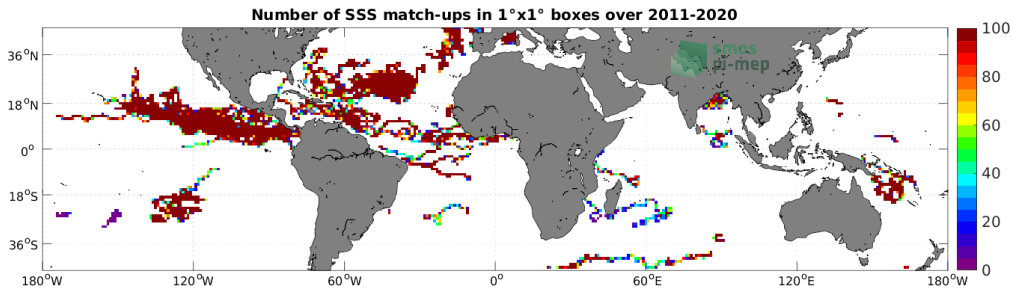 Number of SSS match-ups in 1°x1° boxes over 2011-2020
smos
pi-mep
36°N
18°N
0°
18°S
36°S
180°W
120°W
60°W
0°
60°E
120°E
180°W
100
80
60
40
20
0